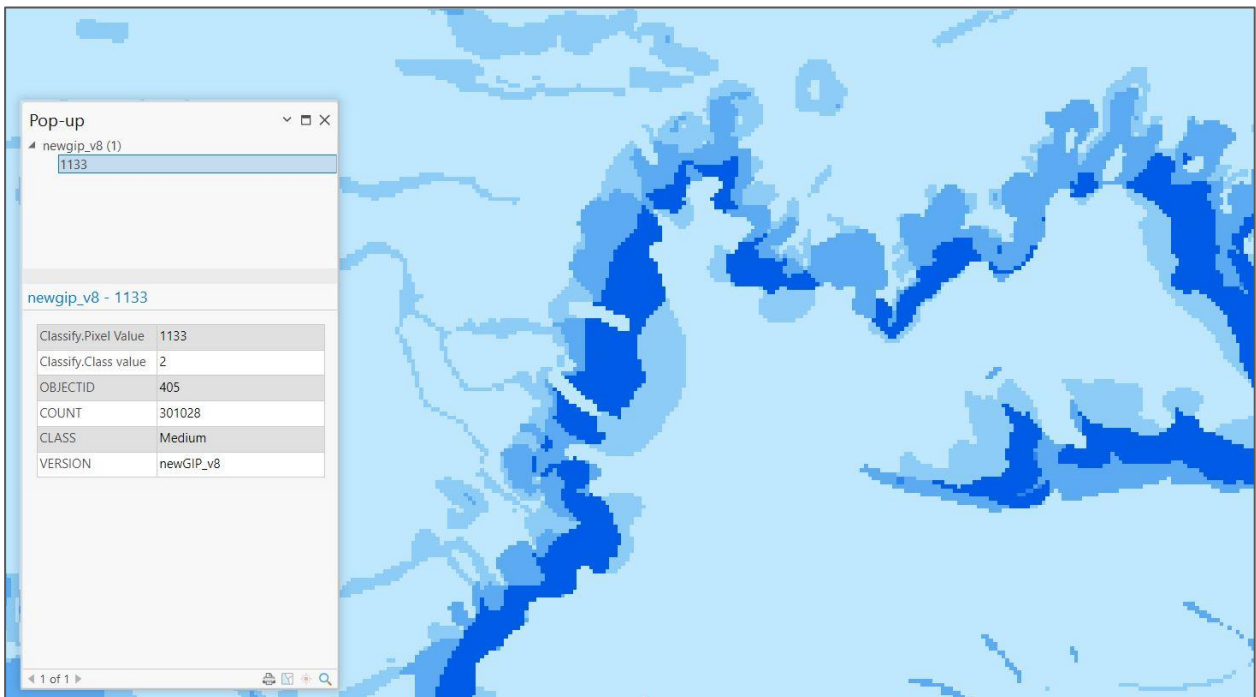 Pop-up
newgip_v8 (1)
1133
newgip_v8 - 1133
Classify.Pixel Value 1133
Classify.Class value 2
OBJECTID 405
COUNT 301028
CLASS Medium
VERSION newGIP_v8
1 of 1